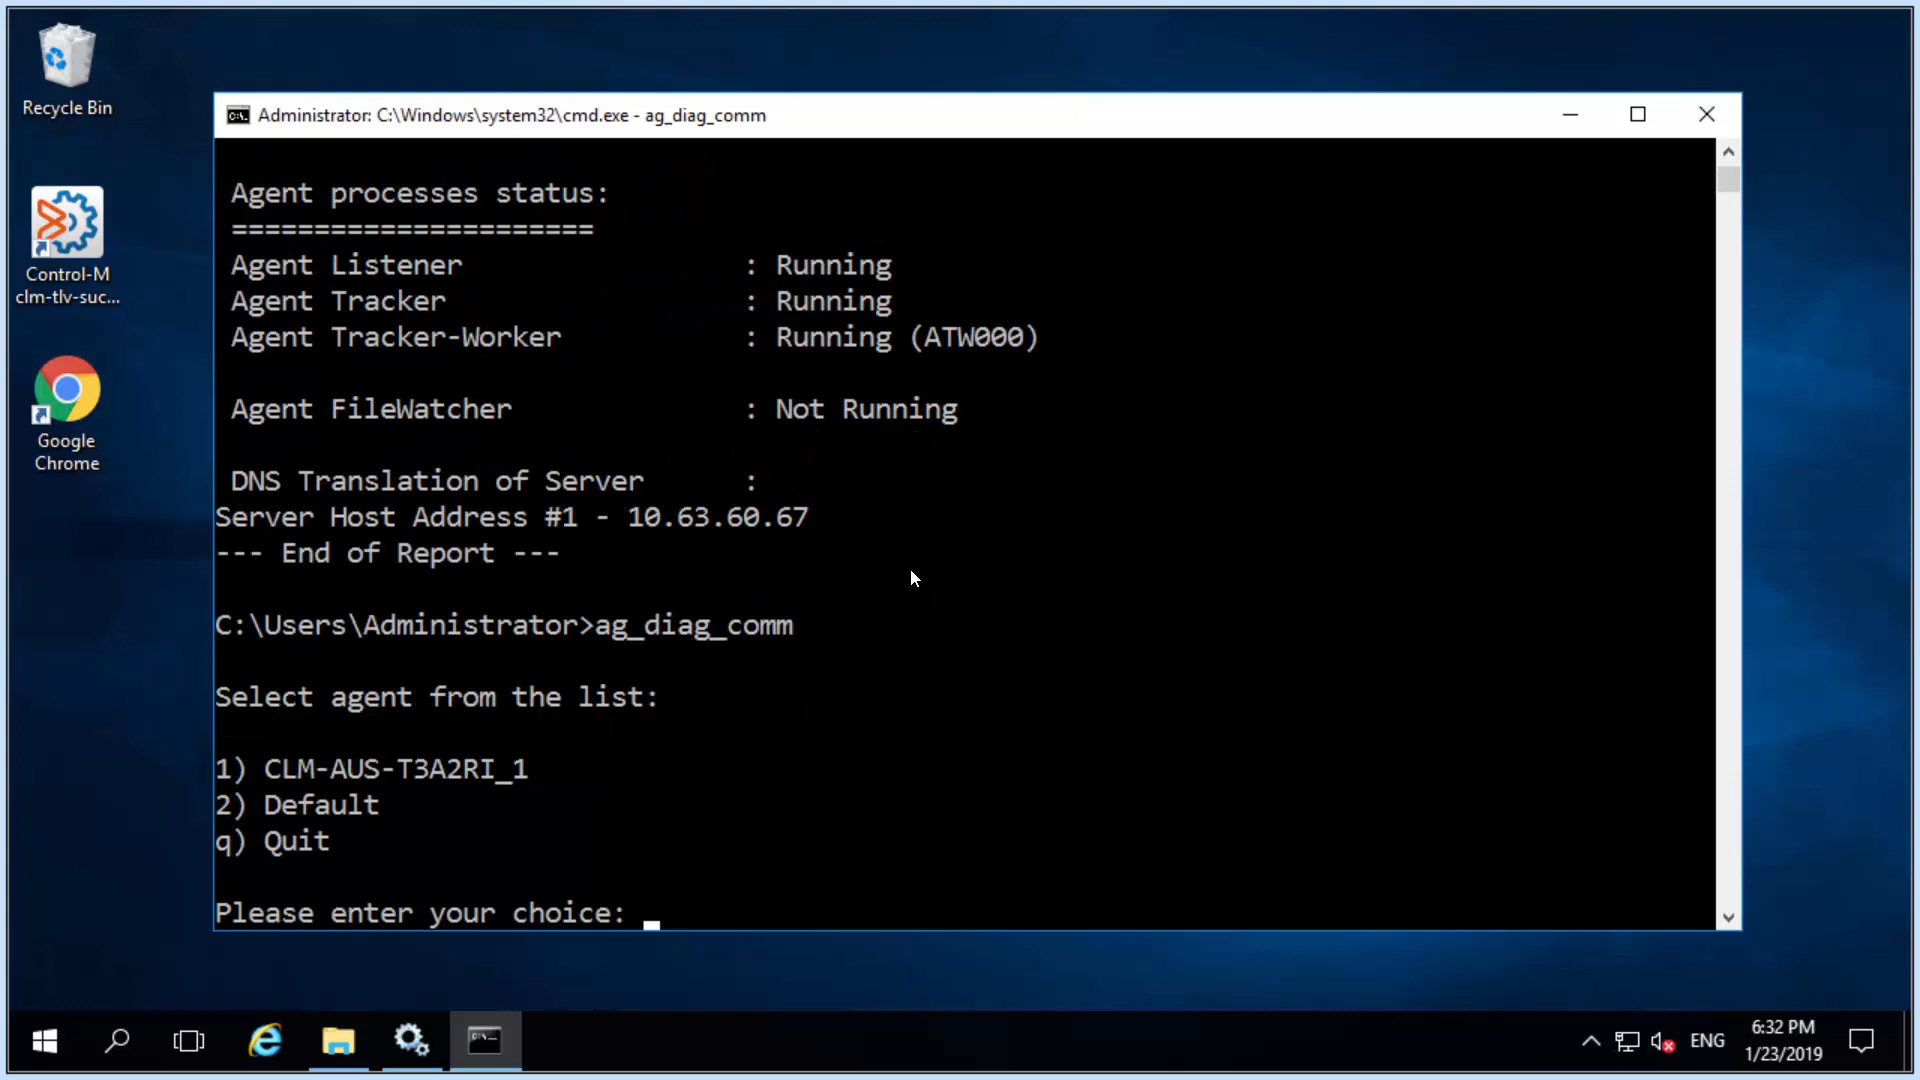 Recycle Bin
Control-M
clm-tlv-suc...
Google
Chrome
Administrator: C:\Windows\system32\cmd.exe - ag_diag_comm
Agent processes status:
======================
Agent Listener : Running
Agent Tracker : Running
Agent Tracker-Worker : Running (ATW000)
Agent FileWatcher : Not Running
DNS Translation of Server :
Server Host Address #1 - 10.63.60.67
--- End of Report ---
C:\Users\Administrator>ag_diag_comm
Select agent from the list:
1) CLM-AUS-T3A2RI_1
2) Default
q) Quit
Please enter your choice:
ENG
6:32 PM
1/23/2019